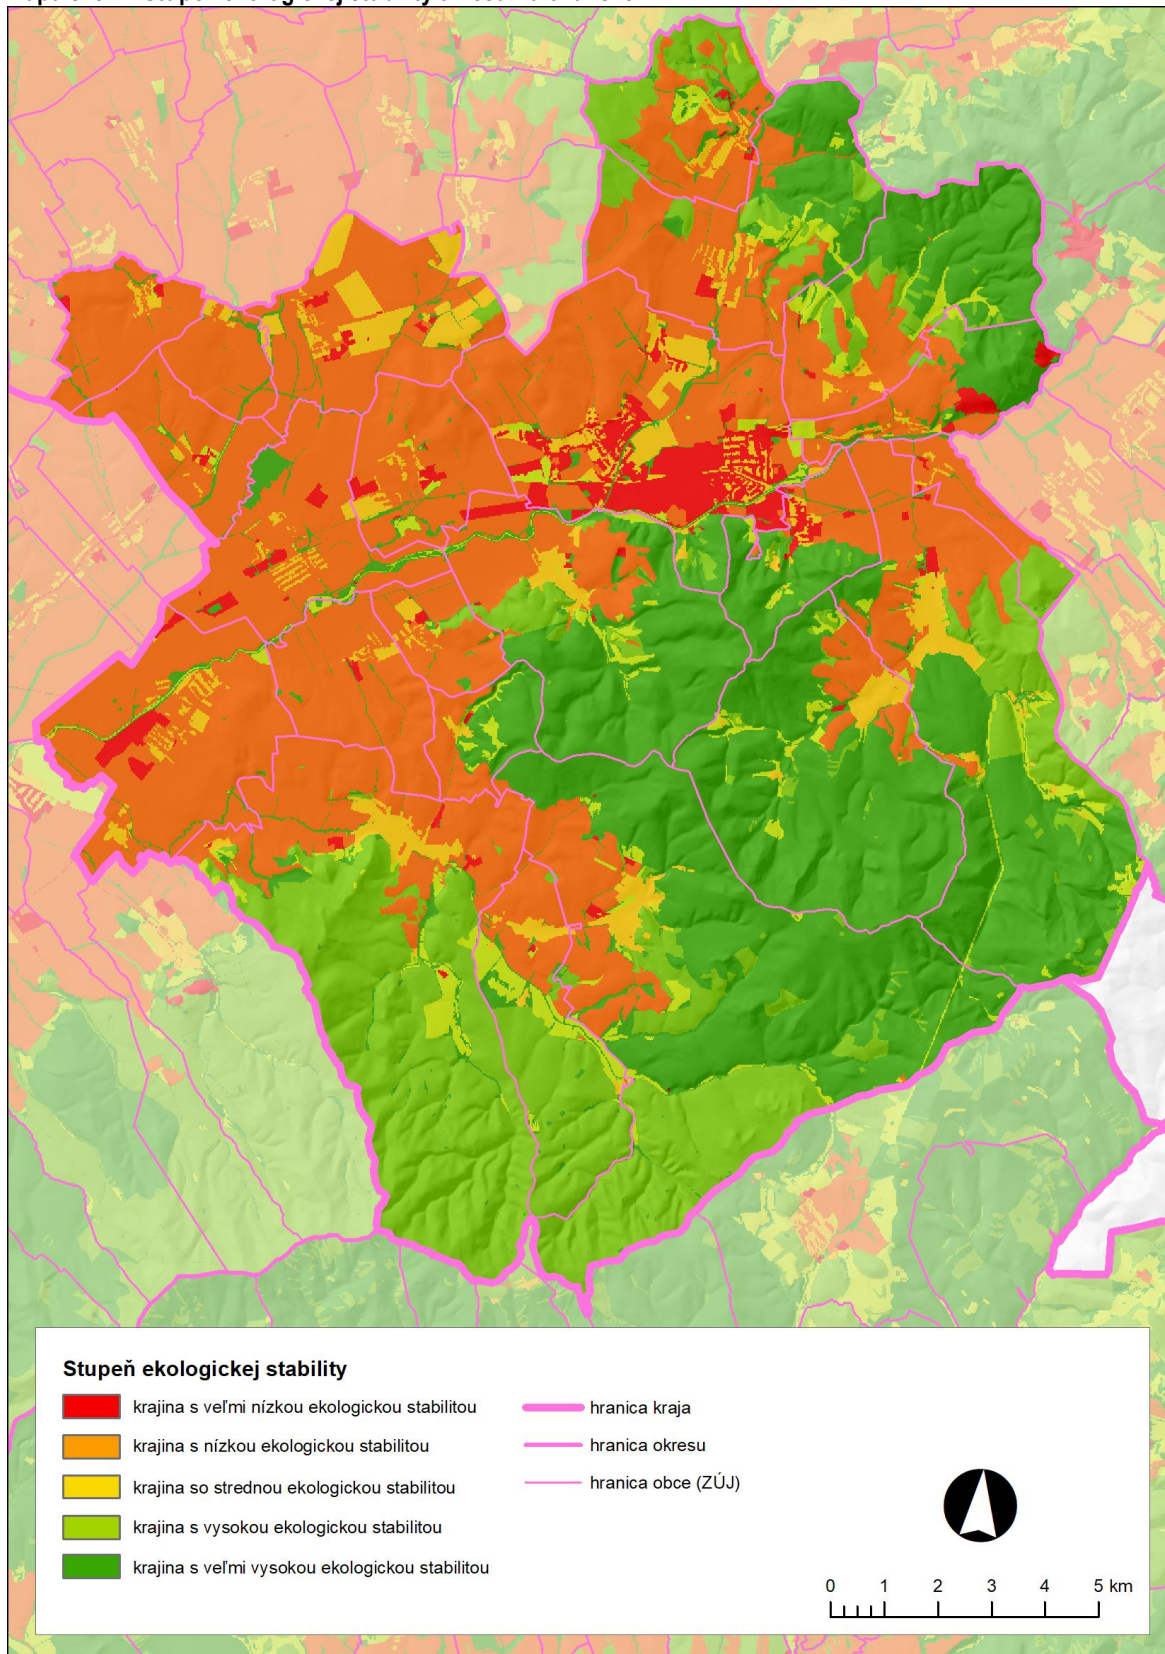 Stupeň ekologickej stability
krajina s veľmi nízkou ekologickou stabilitou
krajina s nízkou ekologickou stabilitou
krajina so strednou ekologickou stabilitou
krajina s vysokou ekologickou stabilitou
krajina s veľmi vysokou ekologickou stabilitou
hranica kraja
hranica okresu
hranica obce (ZÚJ)
0 1 2 3 4 5 km